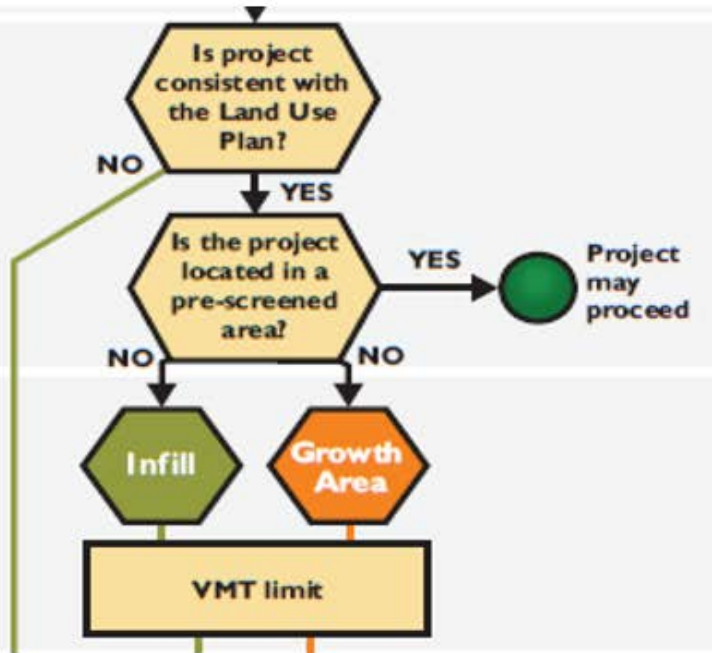 Is project
consistent with
the Land Use
Plan?
NO
YES
Is the project
located in a
pre-screened
area?
YES
Project
may
proceed
NO
NO
Infill
Growth
Area
VMT limit